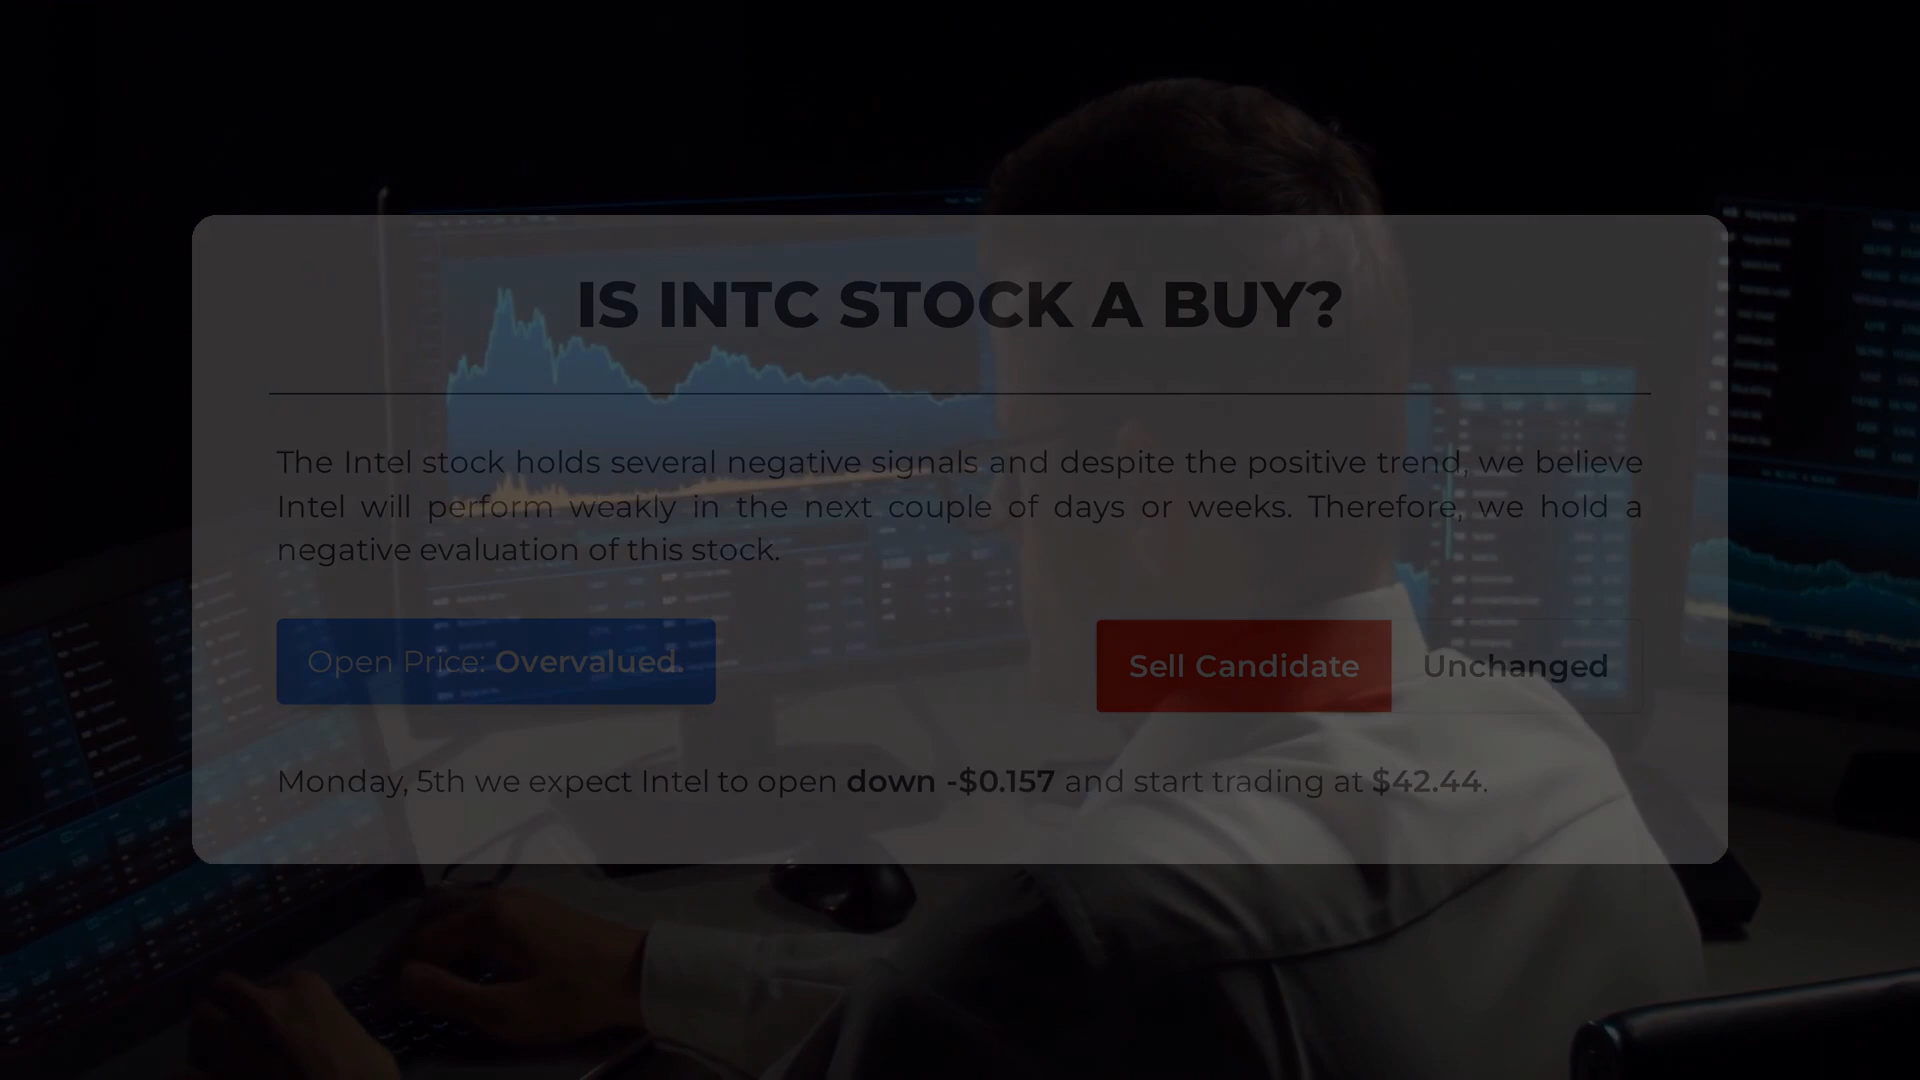 IS INTC STOCK A BUY?
The Intel stock holds several negative signals and despite the positive trend, we believe
Intel will perform weakly in the next couple of days or weeks. Therefore, we hold a
negative evaluation of this stock.
Open Price: Overvalued.
Sell Candidate Unchanged
Monday, 5th we expect Intel to open down -$0.157 and start trading at $42.44.